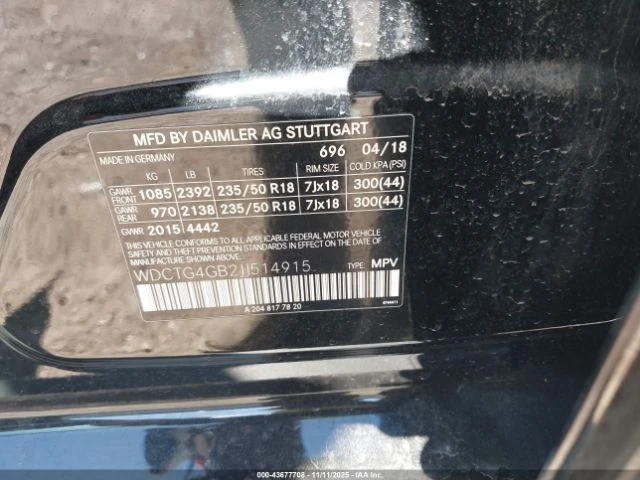 MFD BY DAIMLER AG STUTTGART
MADE IN GERMANY 696 04/18
KG LB TIRES RIM SIZE COLD KPA (PSI)
GAWR FRONT 1085 2392 235/50 R18 7Jx18 300(44)
GAWR REAR 970 2138 235/50 R18 7Jx18 300(44)
GVWR 2015 4442
THIS VEHICLE CONFORMS TO ALL APPLICABLE FEDERAL MOTOR VEHICLE
SAFETY AND THEFT PREVENTION STANDARDS IN EFFECT ON THE DATE OF
MANUFACTURE SHOWN ABOVE.
WDCTG4GB2JJ514915 TYPE: MPV
A 204 817 78 20
000-43677708 11/11/2025 IAAI.COM